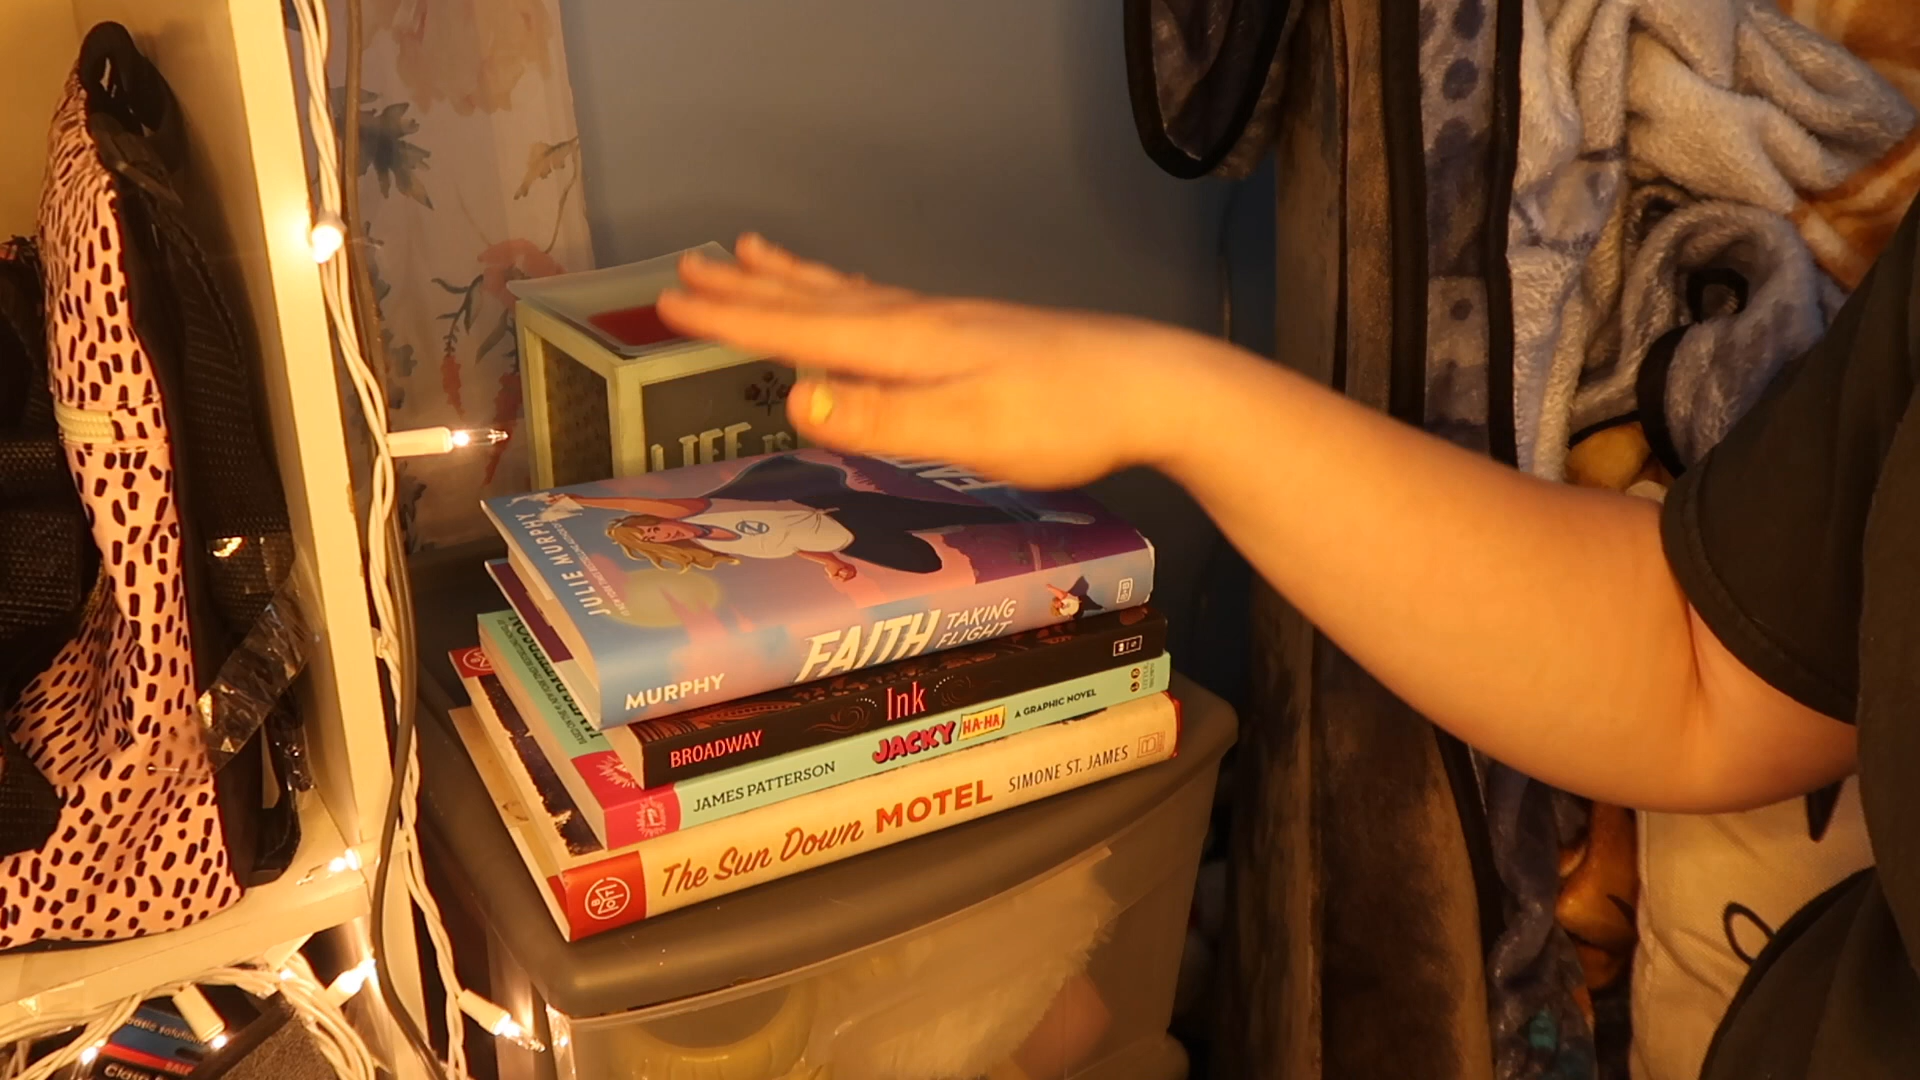 LIFE IS
JULIE MURPHY
FAITH TAKING FLIGHT
MURPHY
Ink
BROADWAY
JACKY HA-HA A GRAPHIC NOVEL
JAMES PATTERSON
The Sun Down MOTEL SIMONE ST. JAMES
BOTM